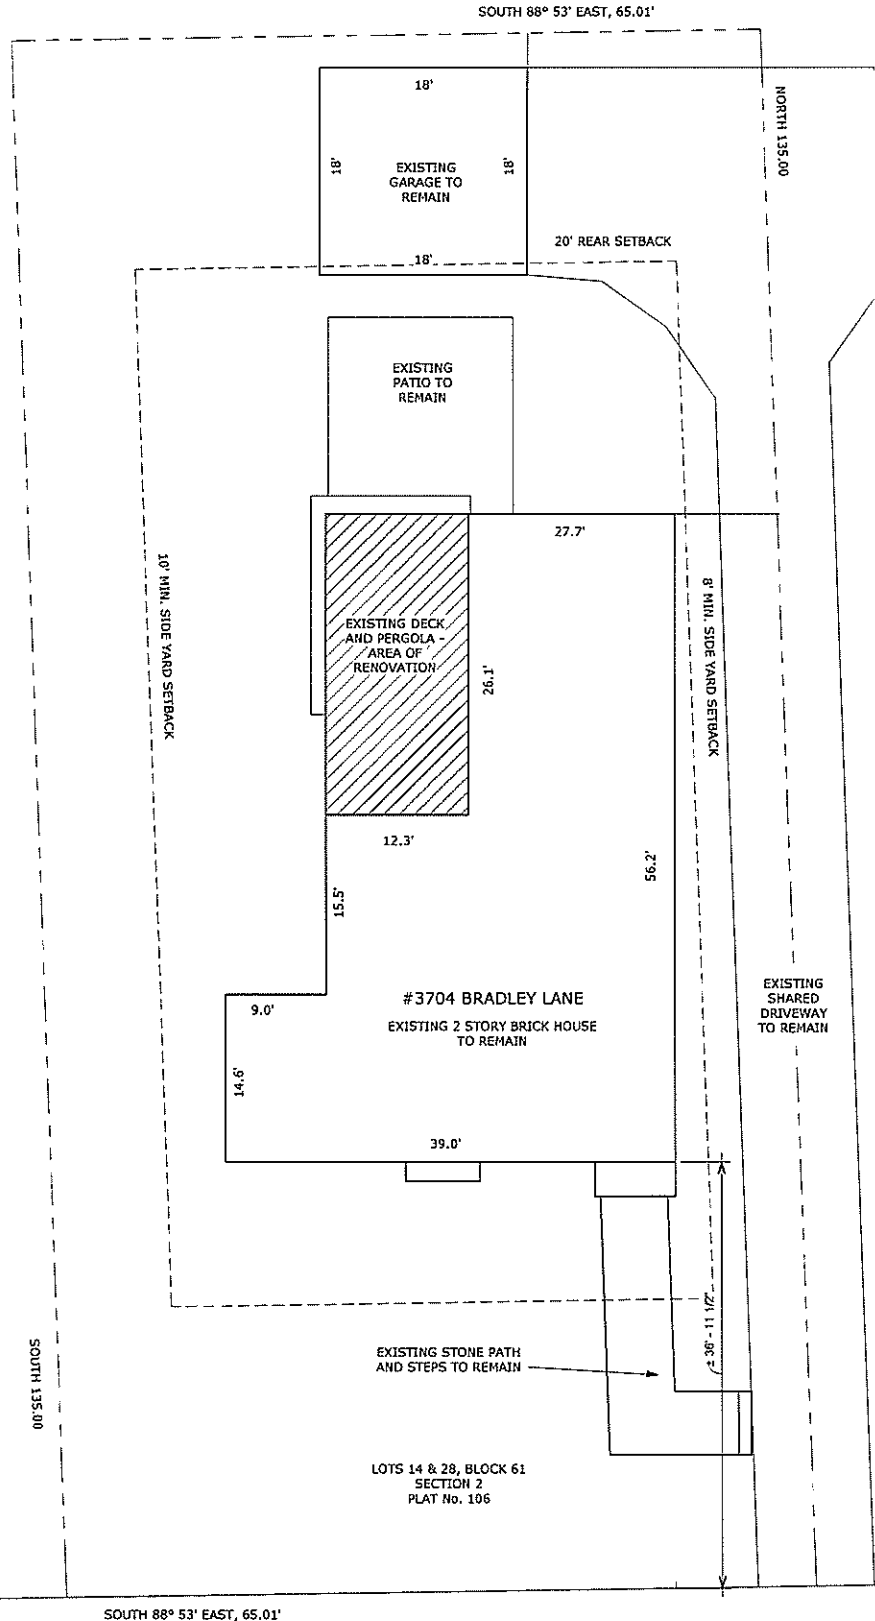 SOUTH 88° 53' EAST, 65.01'
18'
NORTH 135.00
18'
EXISTING
GARAGE TO
REMAIN
18'
20' REAR SETBACK
18'
EXISTING
PATIO TO
REMAIN
27.7'
10' MIN. SIDE YARD SETBACK
EXISTING DECK
AND PERGOLA -
AREA OF
RENOVATION
26.1'
8' MIN. SIDE YARD SETBACK
12.3'
15.5'
56.2'
9.0'
#3704 BRADLEY LANE
EXISTING 2 STORY BRICK HOUSE
TO REMAIN
EXISTING
SHARED
DRIVEWAY
TO REMAIN
14.6'
39.0'
± 36' - 11 1/2"
EXISTING STONE PATH
AND STEPS TO REMAIN
SOUTH 135.00
LOTS 14 & 28, BLOCK 61
SECTION 2
PLAT No. 106
SOUTH 88° 53' EAST, 65.01'